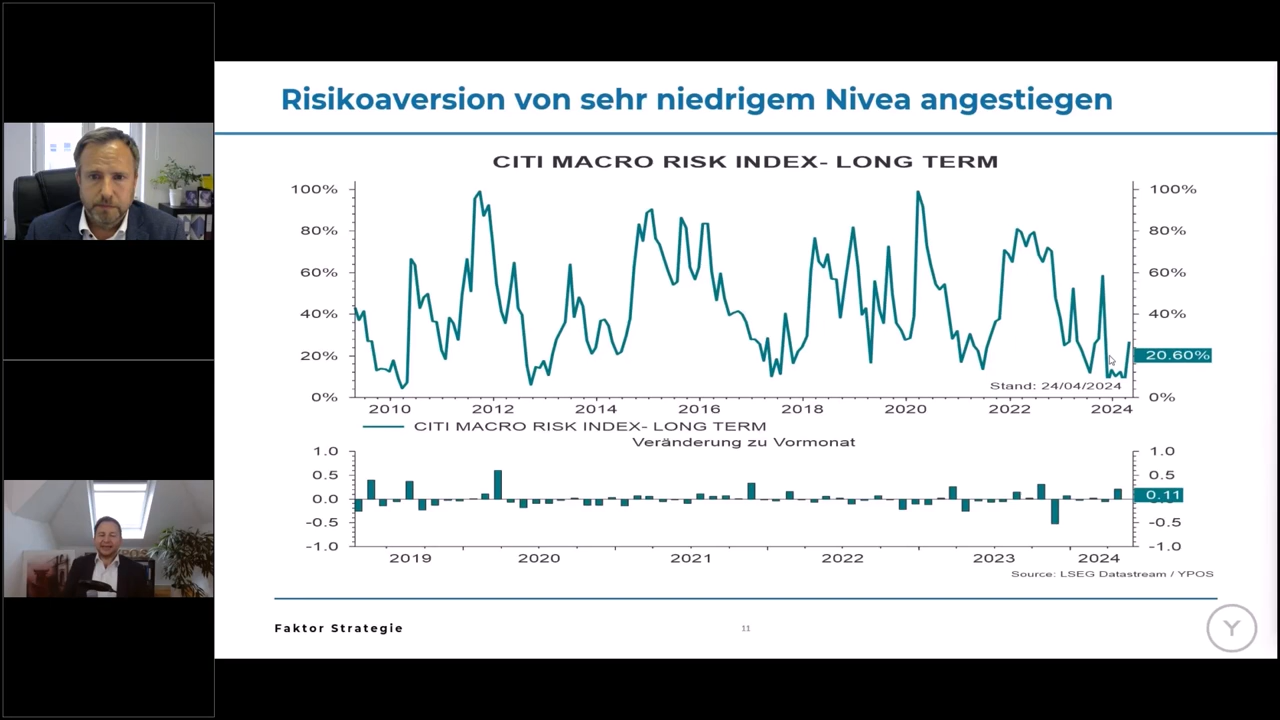 Risikoaversion von sehr niedrigem Nivea angestiegen
CITI MACRO RISK INDEX- LONG TERM
100% 100%
80% 80%
60% 60%
40% 40%
20% 20.60%
Stand: 24/04/2024
0% 0%
2010 2012 2014 2016 2018 2020 2022 2024
CITI MACRO RISK INDEX- LONG TERM
Veränderung zu Vormonat
1.0 1.0
0.5 0.5
0.0 0.11
-0.5 -0.5
-1.0 -1.0
2019 2020 2021 2022 2023 2024
Source: LSEG Datastream / YPOS
Faktor Strategie 11 Y